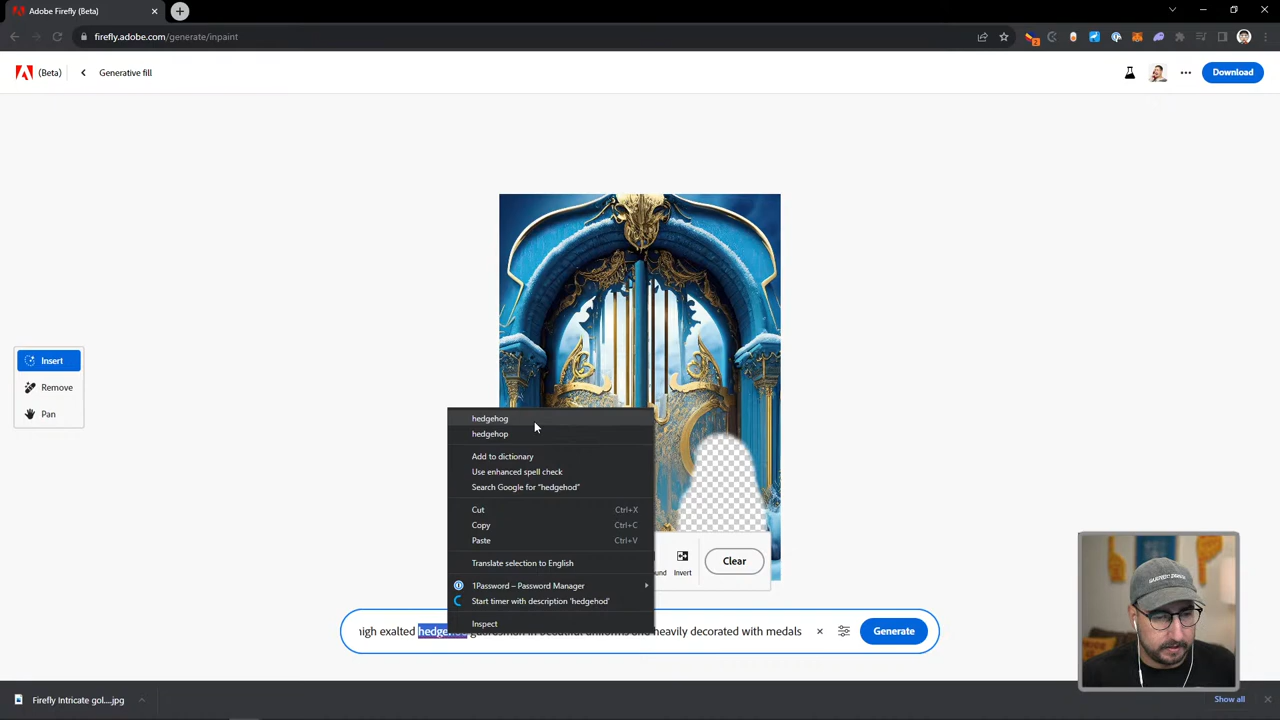 Adobe Firefly (Beta)
firefly.adobe.com/generate/inpaint
(Beta)
Generative fill
Download
Insert
Remove
Pan
hedgehog
hedgehop
Add to dictionary
Use enhanced spell check
Search Google for "hedgehod"
Cut Ctrl+X
Copy Ctrl+C
Paste Ctrl+V
Translate selection to English
1Password – Password Manager
Start timer with description 'hedgehod'
Inspect
Invert
Clear
exalted heavily decorated with medals
Generate
Firefly Intricate gol....jpg
Show all